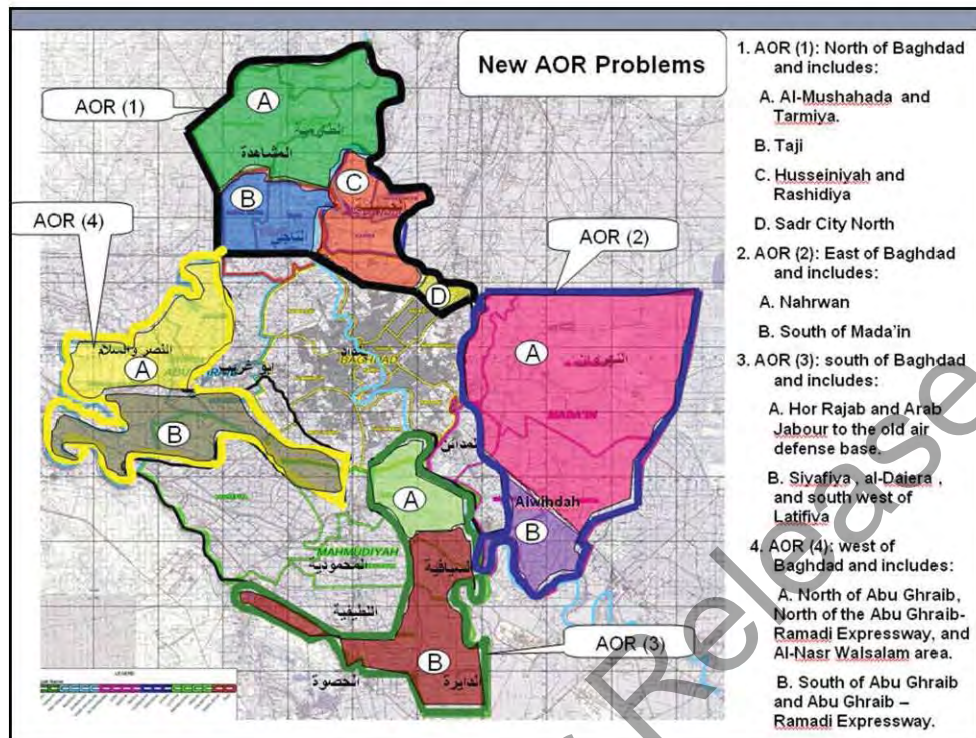 New AOR Problems
AOR (1)
AOR (4)
AOR (2)
AOR (3)
A
B
C
D
A
B
A
B
A
B
الطارمية
المشاهدة
التاجي
النصر والسلام
ابو غريب
بغداد
BAGHDAD
النهروان
MADA'IN
المدائن
Alwihdah
MAHMUDIYAH
المحمودية
السيافية
اللطيفية
الحصوة
الدايرة
LEGEND
1. AOR (1): North of Baghdad
and includes:
A. Al-Mushahada and
Tarmiya.
B. Taji
C. Husseiniyah and
Rashidiya
D. Sadr City North
2. AOR (2): East of Baghdad
and includes:
A. Nahrwan
B. South of Mada'in
3. AOR (3): south of Baghdad
and includes:
A. Hor Rajab and Arab
Jabour to the old air
defense base.
B. Siyafiya, al-Daiera ,
and south west of
Latifiya
4. AOR (4): west of
Baghdad and includes:
A. North of Abu Ghraib,
North of the Abu Ghraib-
Ramadi Expressway, and
Al-Nasr Walsalam area.
B. South of Abu Ghraib
and Abu Ghraib –
Ramadi Expressway.
Release